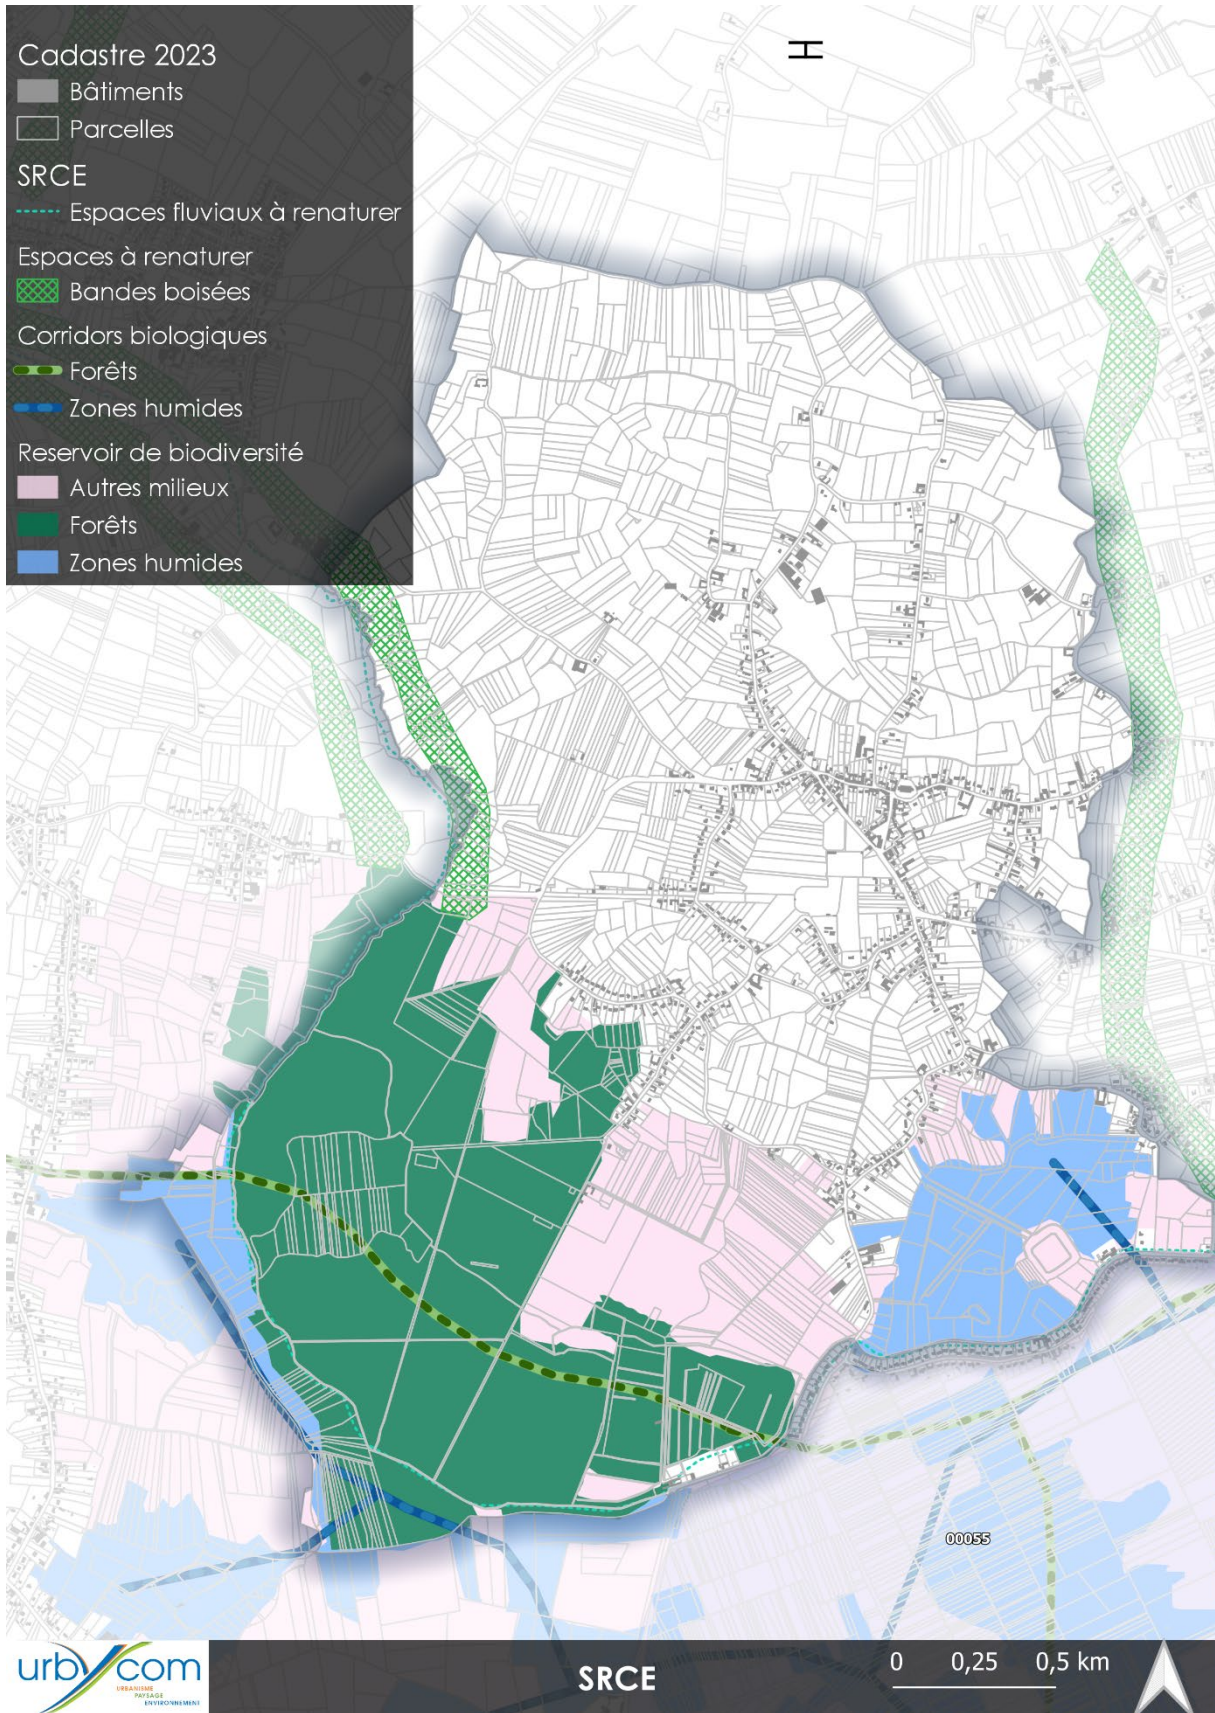 Cadastre 2023
Bâtiments
Parcelles
SRCE
Espaces fluviaux à renaturer
Espaces à renaturer
Bandes boisées
Corridors biologiques
Forêts
Zones humides
Reservoir de biodiversité
Autres milieux
Forêts
Zones humides
00055
urbycom
URBANISME
PAYSAGE
ENVIRONNEMENT
SRCE
0 0,25 0,5 km